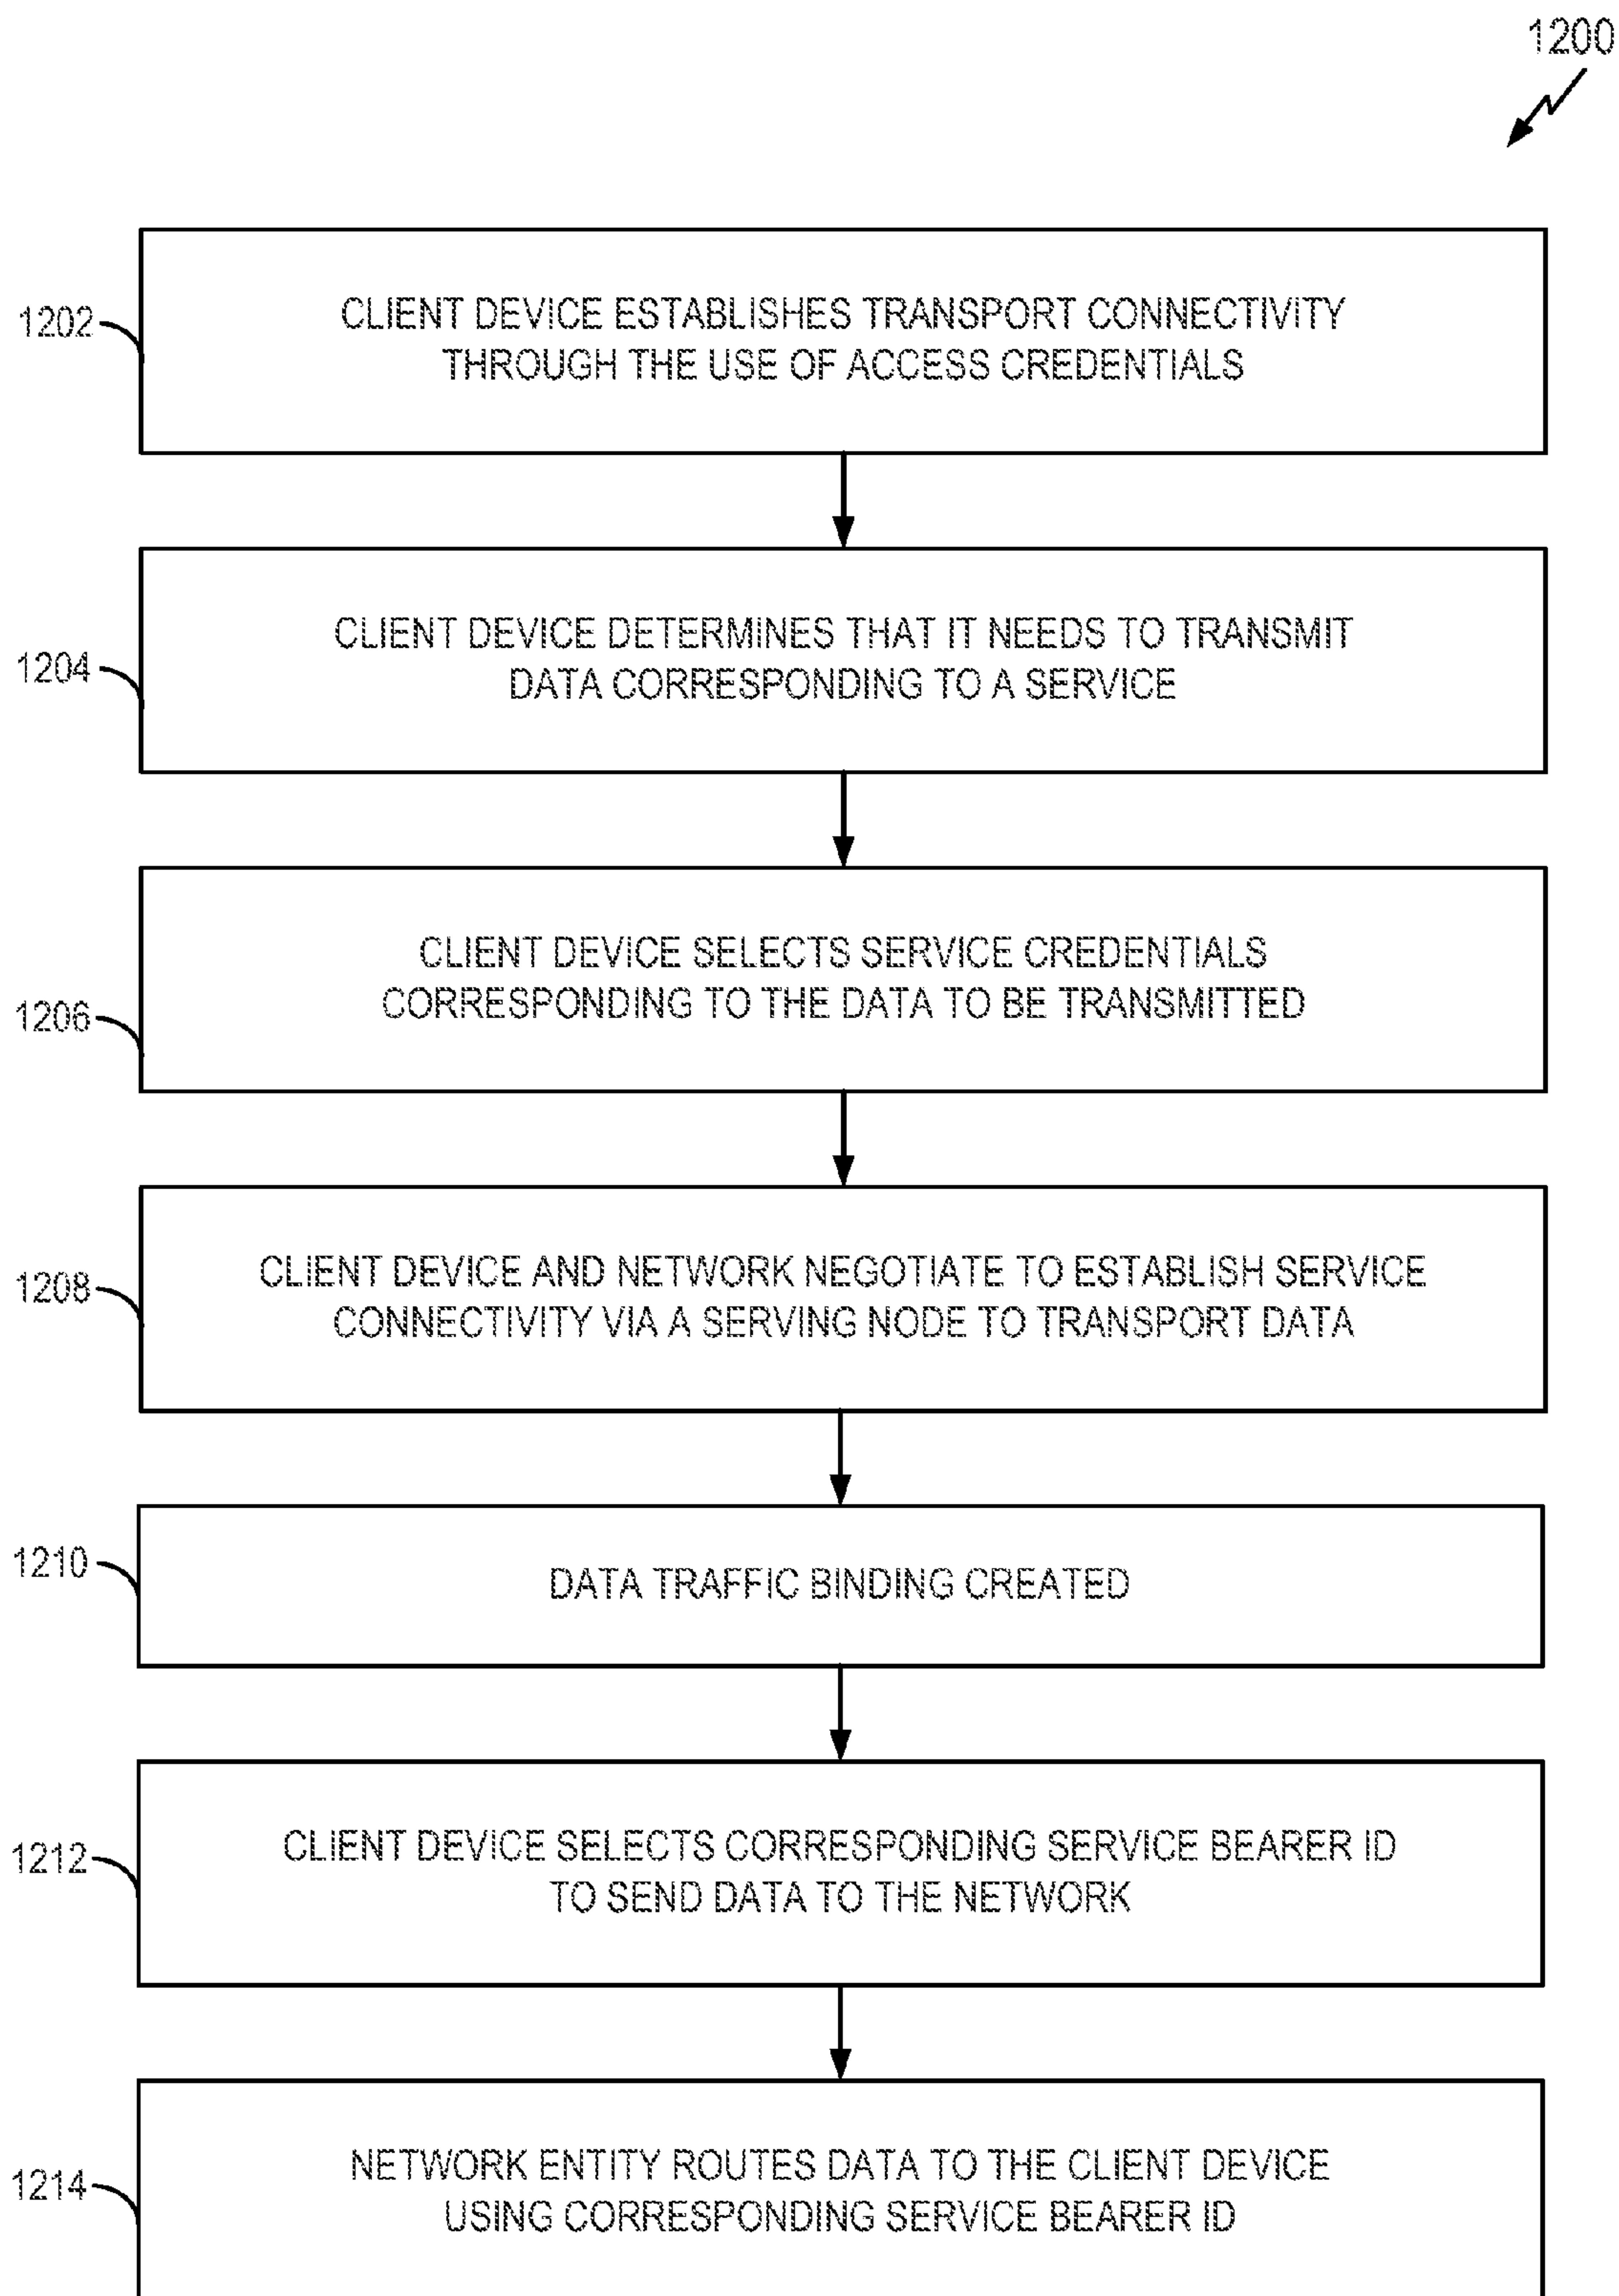 1200
1202
CLIENT DEVICE ESTABLISHES TRANSPORT CONNECTIVITY
THROUGH THE USE OF ACCESS CREDENTIALS
1204
CLIENT DEVICE DETERMINES THAT IT NEEDS TO TRANSMIT
DATA CORRESPONDING TO A SERVICE
1206
CLIENT DEVICE SELECTS SERVICE CREDENTIALS
CORRESPONDING TO THE DATA TO BE TRANSMITTED
1208
CLIENT DEVICE AND NETWORK NEGOTIATE TO ESTABLISH SERVICE
CONNECTIVITY VIA A SERVING NODE TO TRANSPORT DATA
1210
DATA TRAFFIC BINDING CREATED
1212
CLIENT DEVICE SELECTS CORRESPONDING SERVICE BEARER ID
TO SEND DATA TO THE NETWORK
1214
NETWORK ENTITY ROUTES DATA TO THE CLIENT DEVICE
USING CORRESPONDING SERVICE BEARER ID